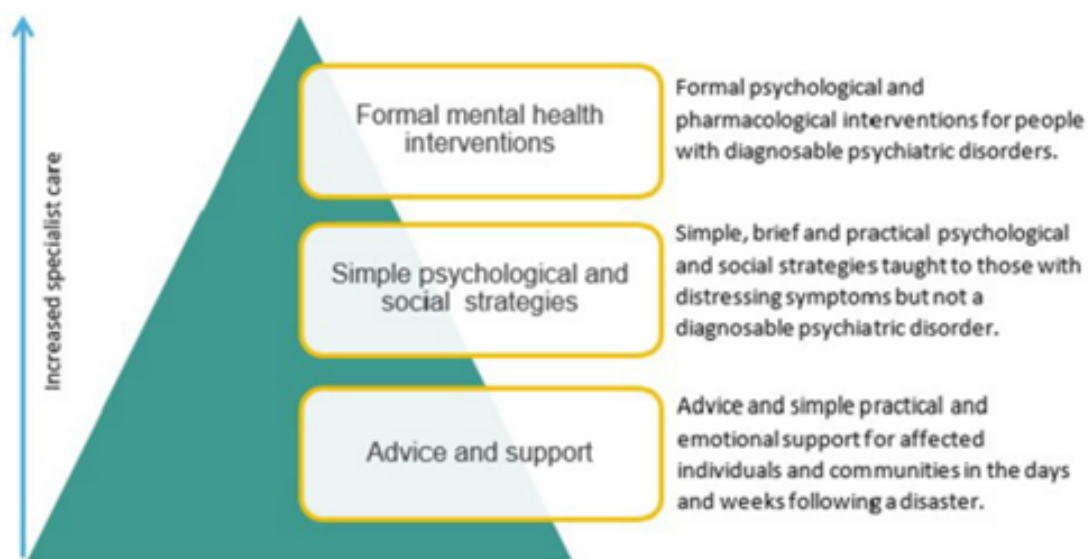 Increased specialist care
Formal mental health
interventions
Formal psychological and
pharmacological interventions for people
with diagnosable psychiatric disorders.
Simple psychological and
social strategies
Simple, brief and practical psychological
and social strategies taught to those with
distressing symptoms but not a
diagnosable psychiatric disorder.
Advice and support
Advice and simple practical and
emotional support for affected
individuals and communities in the days
and weeks following a disaster.